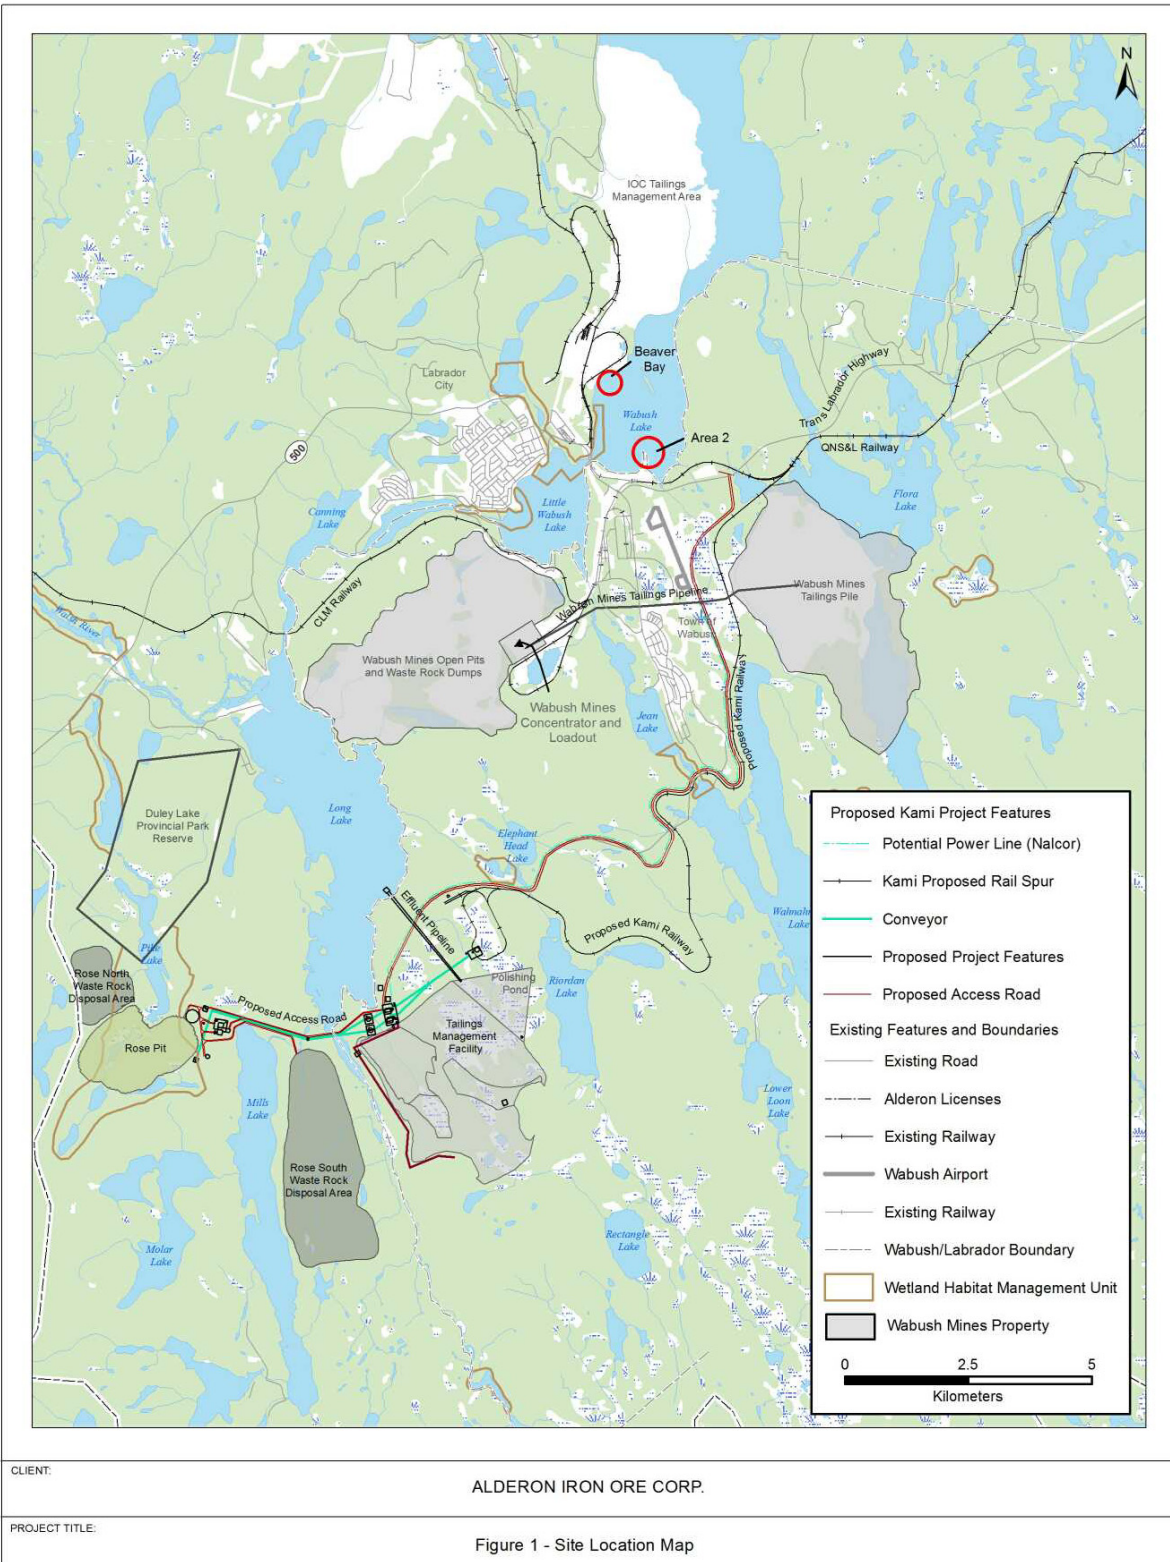 N
IOC Tailings
Management Area
Beaver
Bay
Labrador
City
Wabush
Lake
Trans Labrador Highway
Area 2
QNS&L Railway
500
Flora
Lake
Canning
Lake
Little
Wabush
Lake
CLM Railway
Wabush Mines Tailings Pipeline
Wabush Mines
Tailings Pile
Walsh River
Town of
Wabush
Wabush Mines Open Pits
and Waste Rock Dumps
Wabush Mines
Concentrator and
Loadout
Jean
Lake
Proposed Kami Railway
Duley Lake
Provincial Park
Reserve
Long
Lake
Elephant
Head
Lake
Effluent Pipeline
Proposed Kami Railway
Lake
Pike
Lake
Rose North
Waste Rock
Disposal Area
Polishing
Pond
Riordan
Lake
Proposed Access Road
Rose Pit
Tailings
Management
Facility
Mills
Lake
Lower
Loon
Lake
Rose South
Waste Rock
Disposal Area
Molar
Lake
Rectangle
Lake
Proposed Kami Project Features
Potential Power Line (Nalcor)
Kami Proposed Rail Spur
Conveyor
Proposed Project Features
Proposed Access Road
Existing Features and Boundaries
Existing Road
Alderon Licenses
Existing Railway
Wabush Airport
Existing Railway
Wabush/Labrador Boundary
Wetland Habitat Management Unit
Wabush Mines Property
0 2.5 5
Kilometers
CLIENT:
ALDERON IRON ORE CORP.
PROJECT TITLE:
Figure 1 - Site Location Map